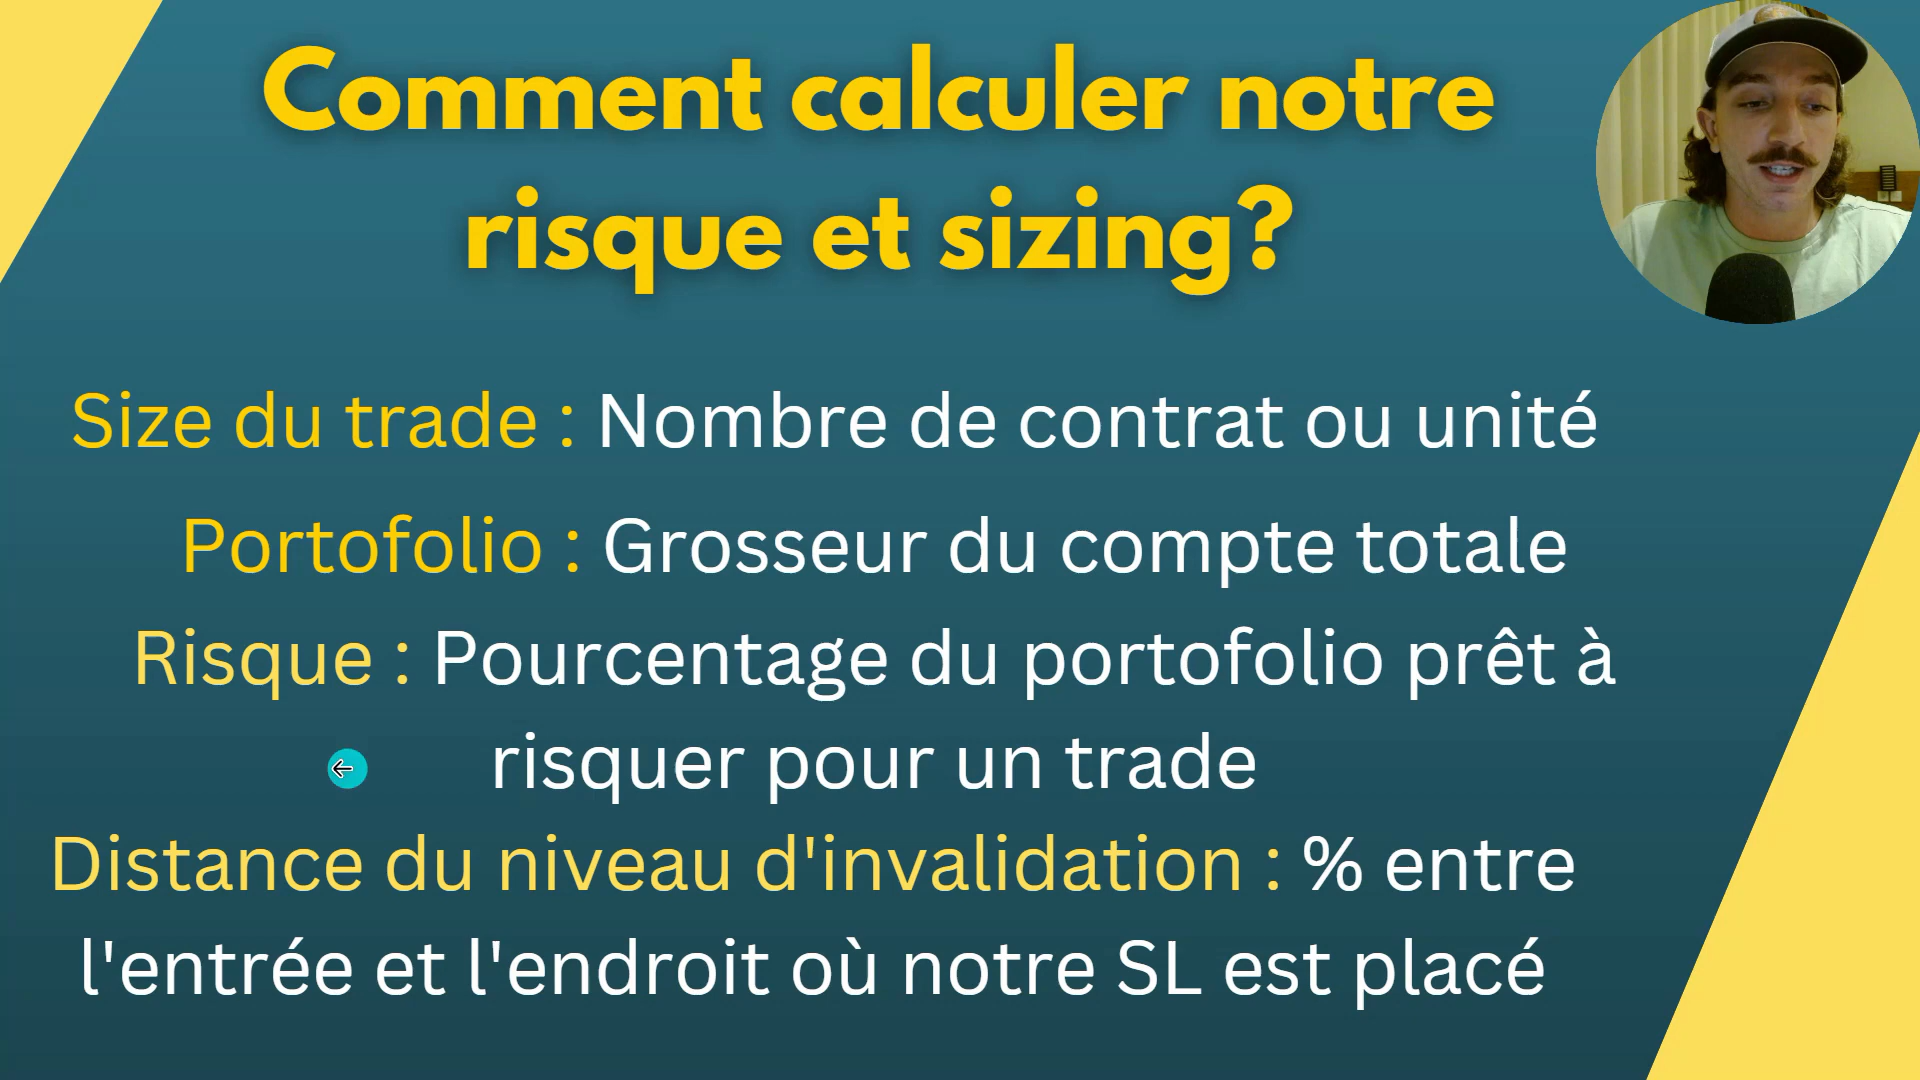 Comment calculer notre
risque et sizing?
Size du trade : Nombre de contrat ou unité
Portofolio : Grosseur du compte totale
Risque : Pourcentage du portofolio prêt à
risquer pour un trade
Distance du niveau d'invalidation : % entre
l'entrée et l'endroit où notre SL est placé